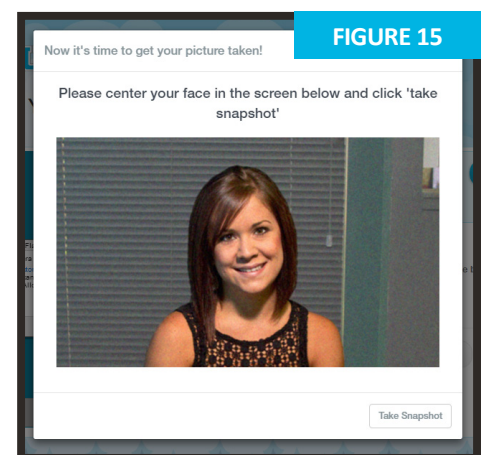 FIGURE 15
Now it's time to get your picture taken!
Please center your face in the screen below and click 'take
snapshot'
Take Snapshot